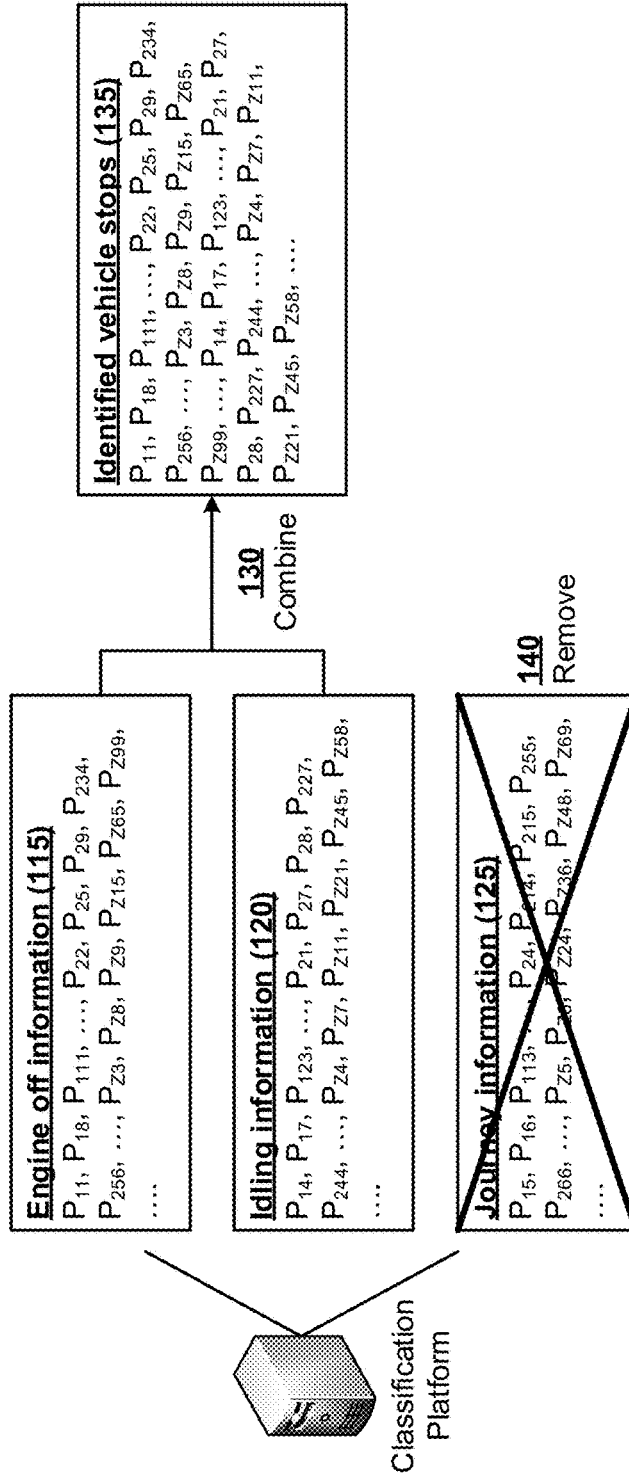 Classification
Platform
Engine off information (115)
P11, P18, P111, …, P22, P25, P29, P234,
P256, …, PZ3, PZ8, PZ9, PZ15, PZ65, PZ99,
….
Idling information (120)
P14, P17, P123, …, P21, P27, P28, P227,
P244, …, PZ4, PZ7, PZ11, PZ21, PZ45, PZ58,
….
Journey information (125)
P15, P16, P113, … P24, P214, P215, P255,
P266, …, PZ5, PZ24, PZ36, PZ48, PZ69,
….
130
Combine
140
Remove
Identified vehicle stops (135)
P11, P18, P111, …, P22, P25, P29, P234,
P256, …, PZ3, PZ8, PZ9, PZ15, PZ65,
PZ99, …, P14, P17, P123, …, P21, P27,
P28, P227, P244, …, PZ4, PZ7, PZ11,
PZ21, PZ45, PZ58, ….